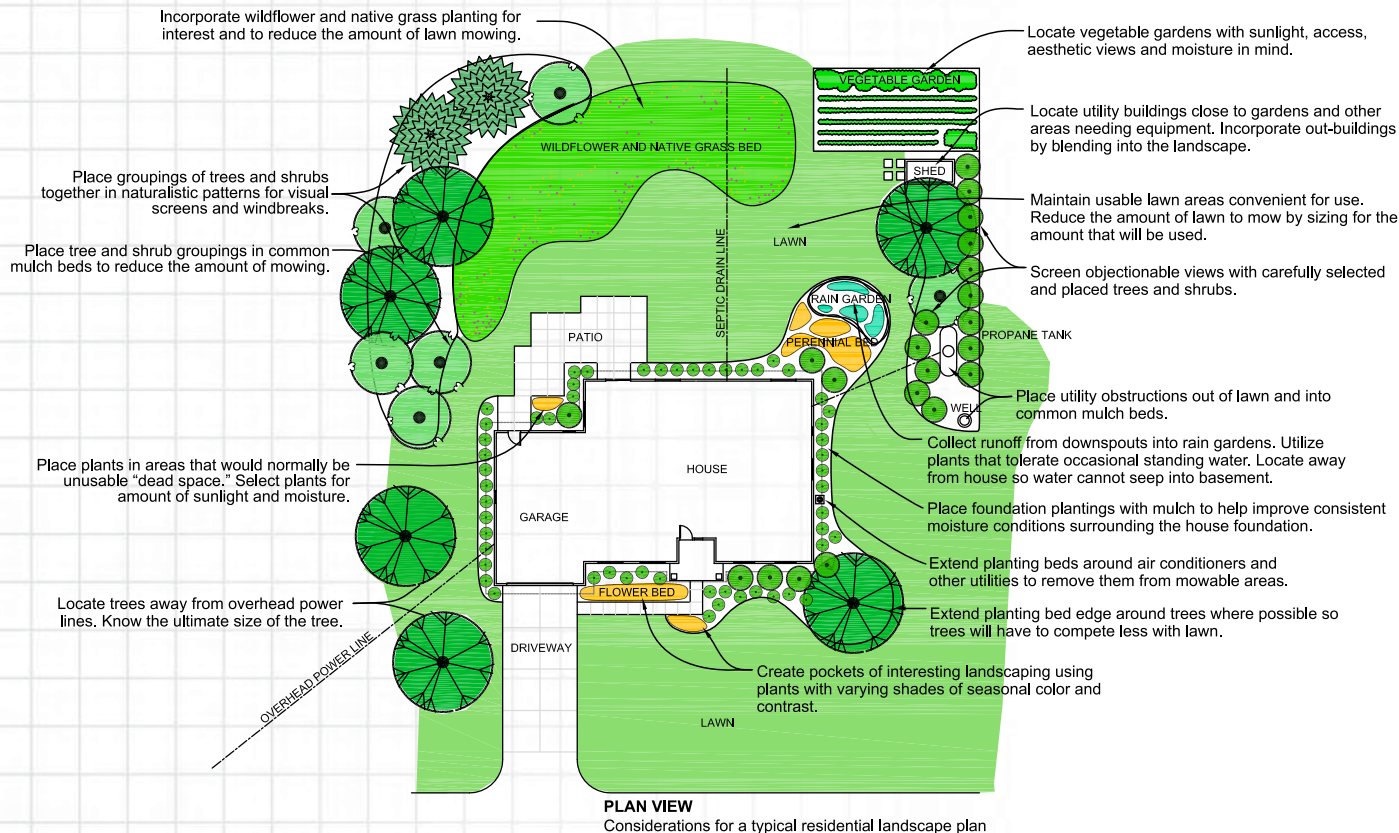 Incorporate wildflower and native grass planting for
interest and to reduce the amount of lawn mowing.
Locate vegetable gardens with sunlight, access,
aesthetic views and moisture in mind.
VEGETABLE GARDEN
Locate utility buildings close to gardens and other
areas needing equipment. Incorporate out-buildings
by blending into the landscape.
WILDFLOWER AND NATIVE GRASS BED
SHED
Place groupings of trees and shrubs
together in naturalistic patterns for visual
screens and windbreaks.
Maintain usable lawn areas convenient for use.
Reduce the amount of lawn to mow by sizing for the
amount that will be used.
Place tree and shrub groupings in common
mulch beds to reduce the amount of mowing.
LAWN
Screen objectionable views with carefully selected
and placed trees and shrubs.
SEPTIC DRAIN LINE
RAIN GARDEN
PATIO
PERENNIAL BED
PROPANE TANK
Place utility obstructions out of lawn and into
common mulch beds.
WELL
Collect runoff from downspouts into rain gardens. Utilize
plants that tolerate occasional standing water. Locate away
from house so water cannot seep into basement.
Place plants in areas that would normally be
unusable “dead space.” Select plants for
amount of sunlight and moisture.
HOUSE
GARAGE
Place foundation plantings with mulch to help improve consistent
moisture conditions surrounding the house foundation.
Extend planting beds around air conditioners and
other utilities to remove them from mowable areas.
Locate trees away from overhead power
lines. Know the ultimate size of the tree.
FLOWER BED
Extend planting bed edge around trees where possible so
trees will have to compete less with lawn.
OVERHEAD POWER LINE
DRIVEWAY
Create pockets of interesting landscaping using
plants with varying shades of seasonal color and
contrast.
LAWN
PLAN VIEW
Considerations for a typical residential landscape plan